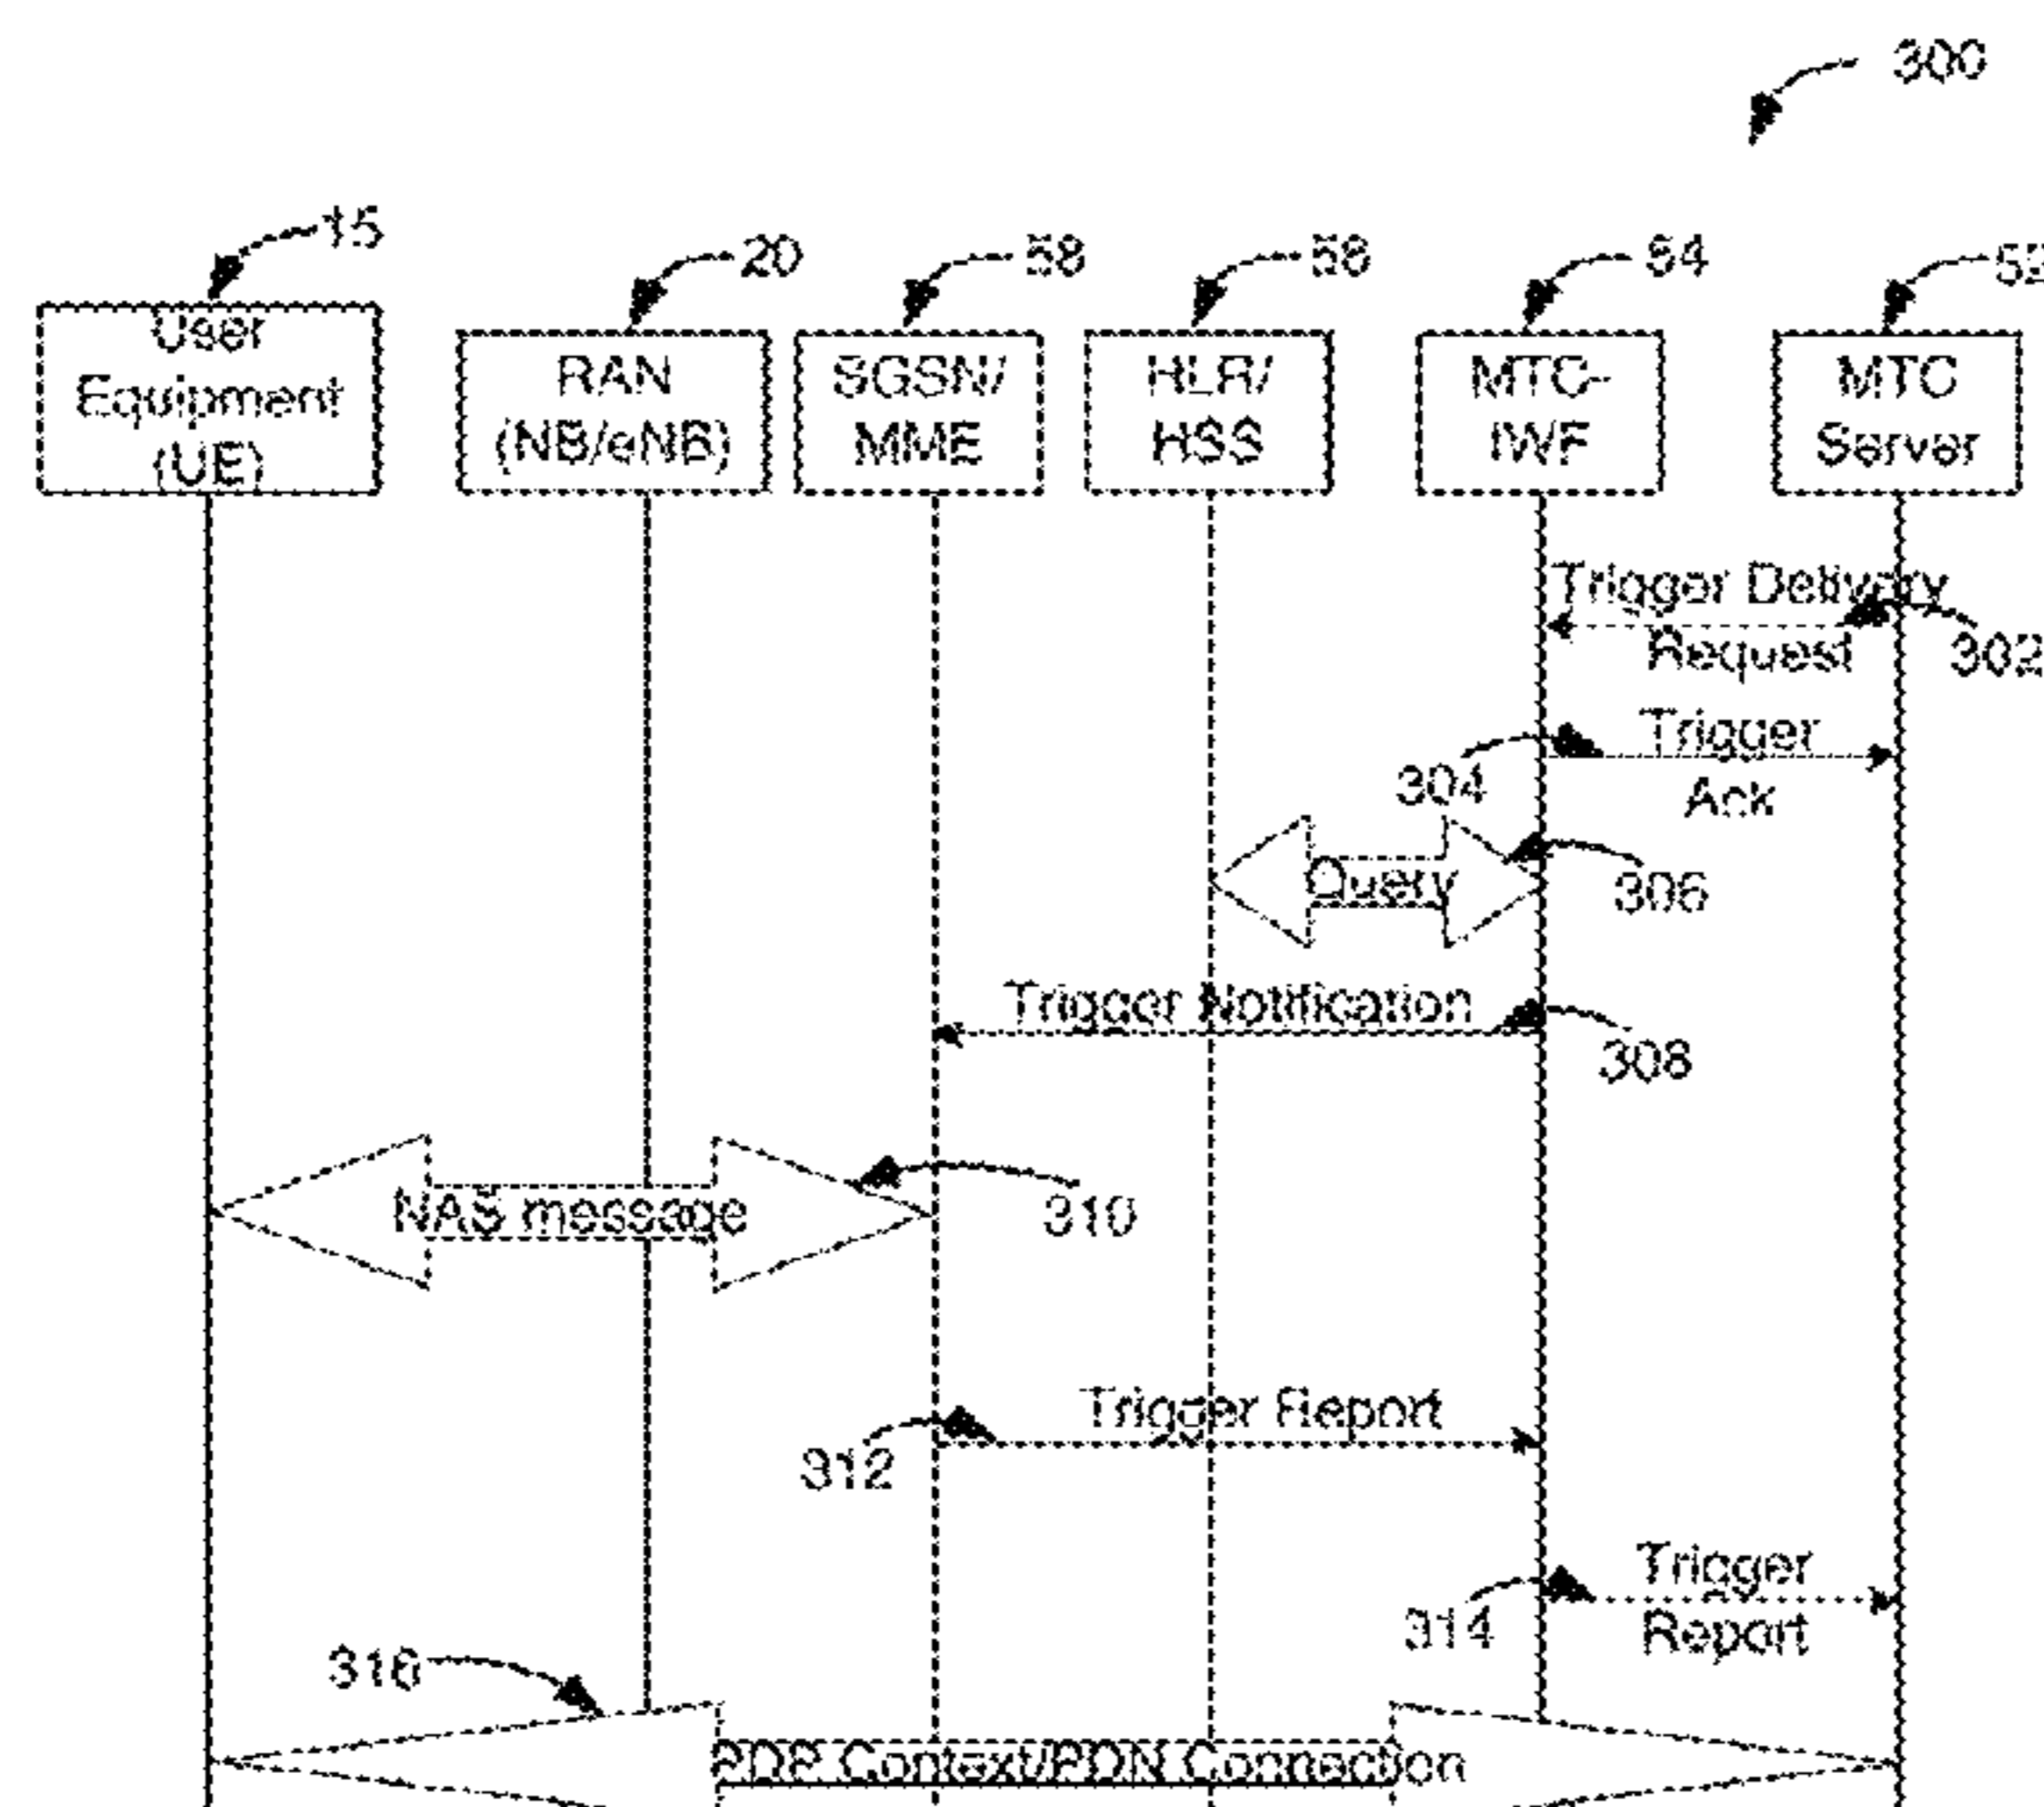 300
15
20
58
56
54
52
User
Equipment
(UE)
RAN
(NB/eNB)
SGSN/
MME
HLR/
HSS
MTC-
IWF
MTC
Server
Trigger Delivery
Request
302
Trigger
Ack
304
Query
306
Trigger Notification
308
NAS message
310
Trigger Report
312
Trigger
Report
314
316
PDP Context/PDN Connection